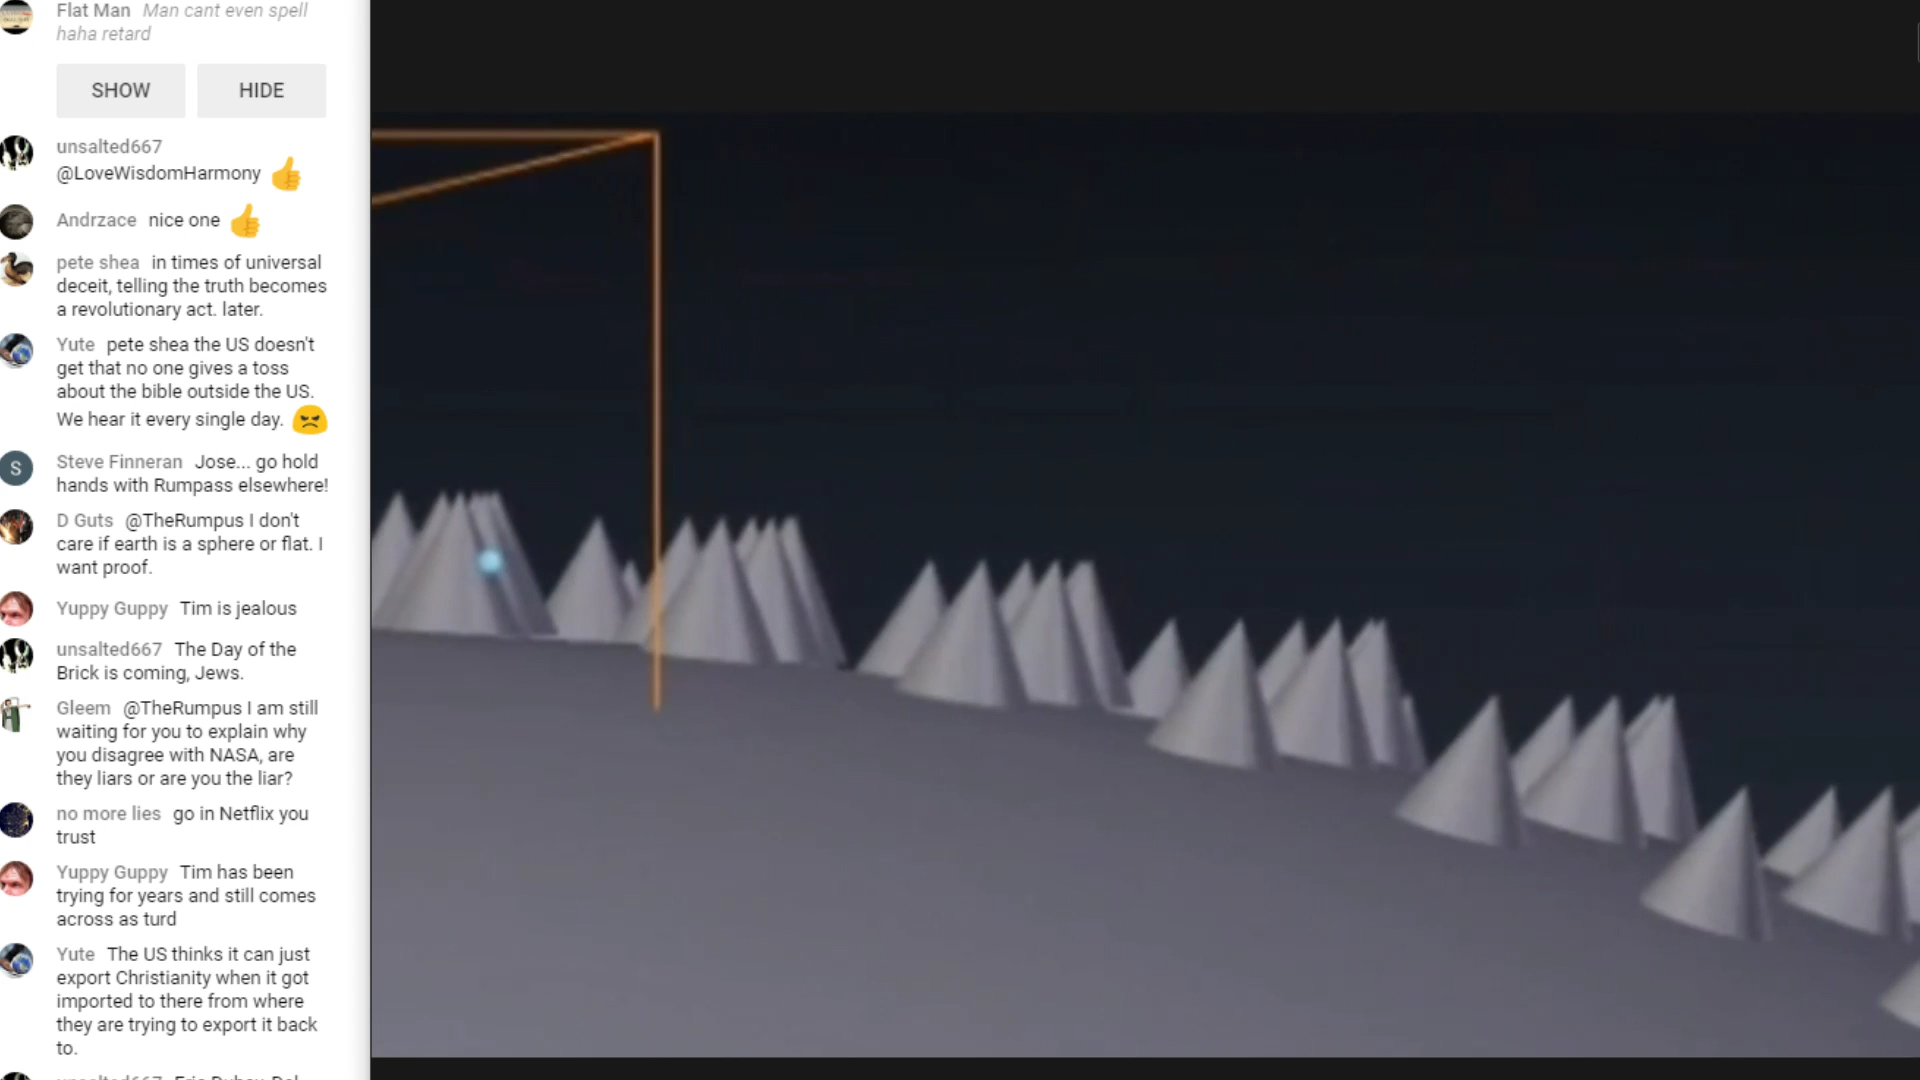 Flat Man Man cant even spell
haha retard
SHOW HIDE
unsalted667
@LoveWisdomHarmony
Andrzace nice one
pete shea in times of universal
deceit, telling the truth becomes
a revolutionary act. later.
Yute pete shea the US doesn't
get that no one gives a toss
about the bible outside the US.
We hear it every single day.
S
Steve Finneran Jose... go hold
hands with Rumpass elsewhere!
D Guts @TheRumpus I don't
care if earth is a sphere or flat. I
want proof.
Yuppy Guppy Tim is jealous
unsalted667 The Day of the
Brick is coming, Jews.
Gleem @TheRumpus I am still
waiting for you to explain why
you disagree with NASA, are
they liars or are you the liar?
no more lies go in Netflix you
trust
Yuppy Guppy Tim has been
trying for years and still comes
across as turd
Yute The US thinks it can just
export Christianity when it got
imported to there from where
they are trying to export it back
to.
unsalted667